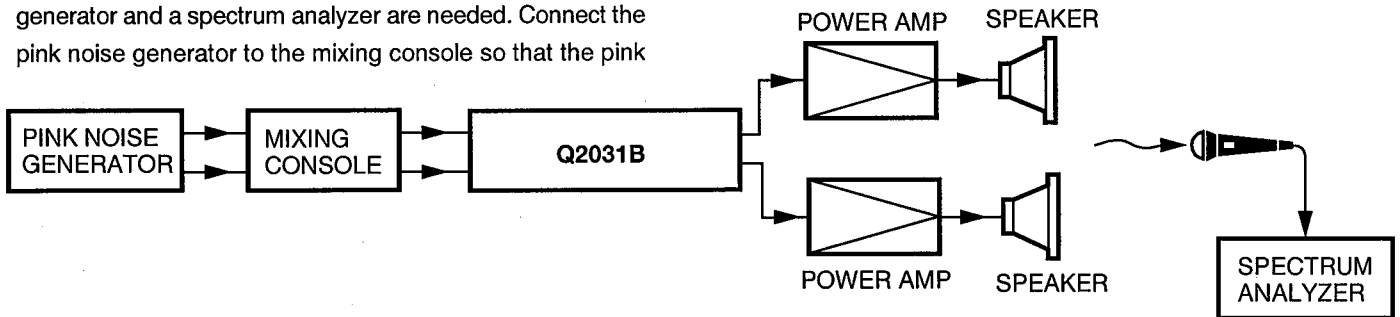 generator and a spectrum analyzer are needed. Connect the
pink noise generator to the mixing console so that the pink
POWER AMP
SPEAKER
PINK NOISE
GENERATOR
MIXING
CONSOLE
Q2031B
POWER AMP
SPEAKER
SPECTRUM
ANALYZER